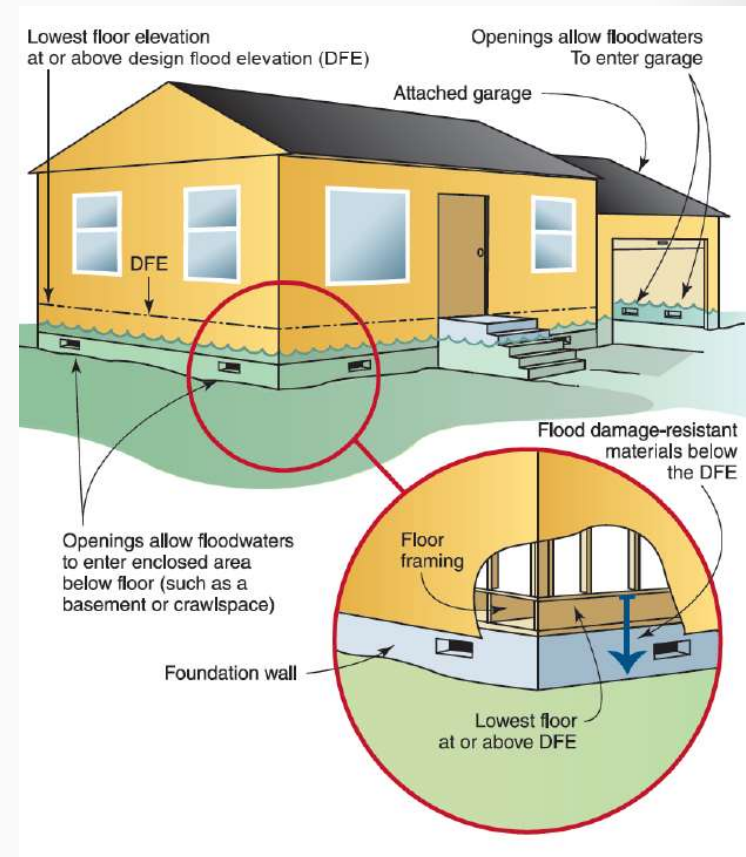 Lowest floor elevation
at or above design flood elevation (DFE)
Openings allow floodwaters
To enter garage
Attached garage
DFE
Flood damage-resistant
materials below
the DFE
Openings allow floodwaters
to enter enclosed area
below floor (such as a
basement or crawlspace)
Floor
framing
Foundation wall
Lowest floor
at or above DFE